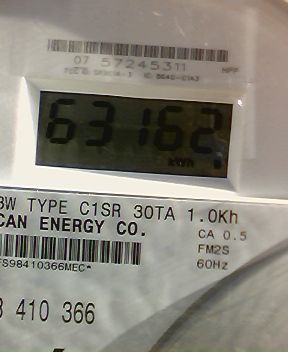 07 57245311
63162
kWh
3W TYPE C1SR 30TA 1.0Kh
CAN ENERGY CO.
CA 0.5
FM2S
60Hz
FS98410366MEC*
410 366